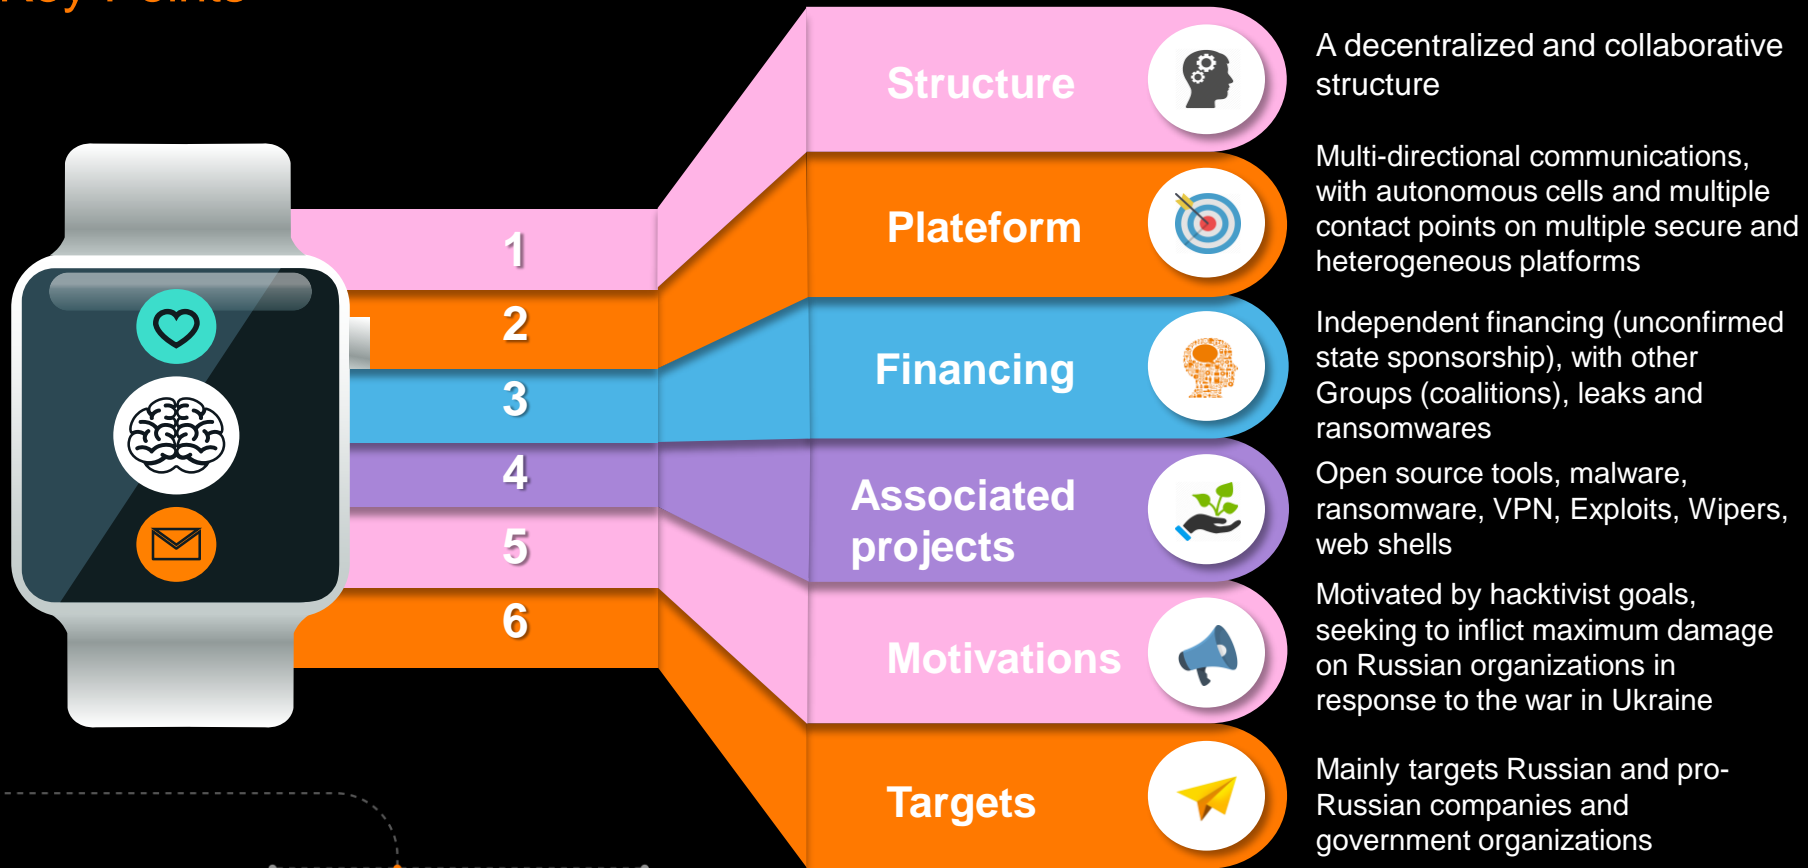 Key Points
1
2
3
4
5
6
Structure
A decentralized and collaborative
structure
Plateform
Multi-directional communications,
with autonomous cells and multiple
contact points on multiple secure and
heterogeneous platforms
Financing
Independent financing (unconfirmed
state sponsorship), with other
Groups (coalitions), leaks and
ransomwares
Associated
projects
Open source tools, malware,
ransomware, VPN, Exploits, Wipers,
web shells
Motivations
Motivated by hacktivist goals,
seeking to inflict maximum damage
on Russian organizations in
response to the war in Ukraine
Targets
Mainly targets Russian and pro-
Russian companies and
government organizations